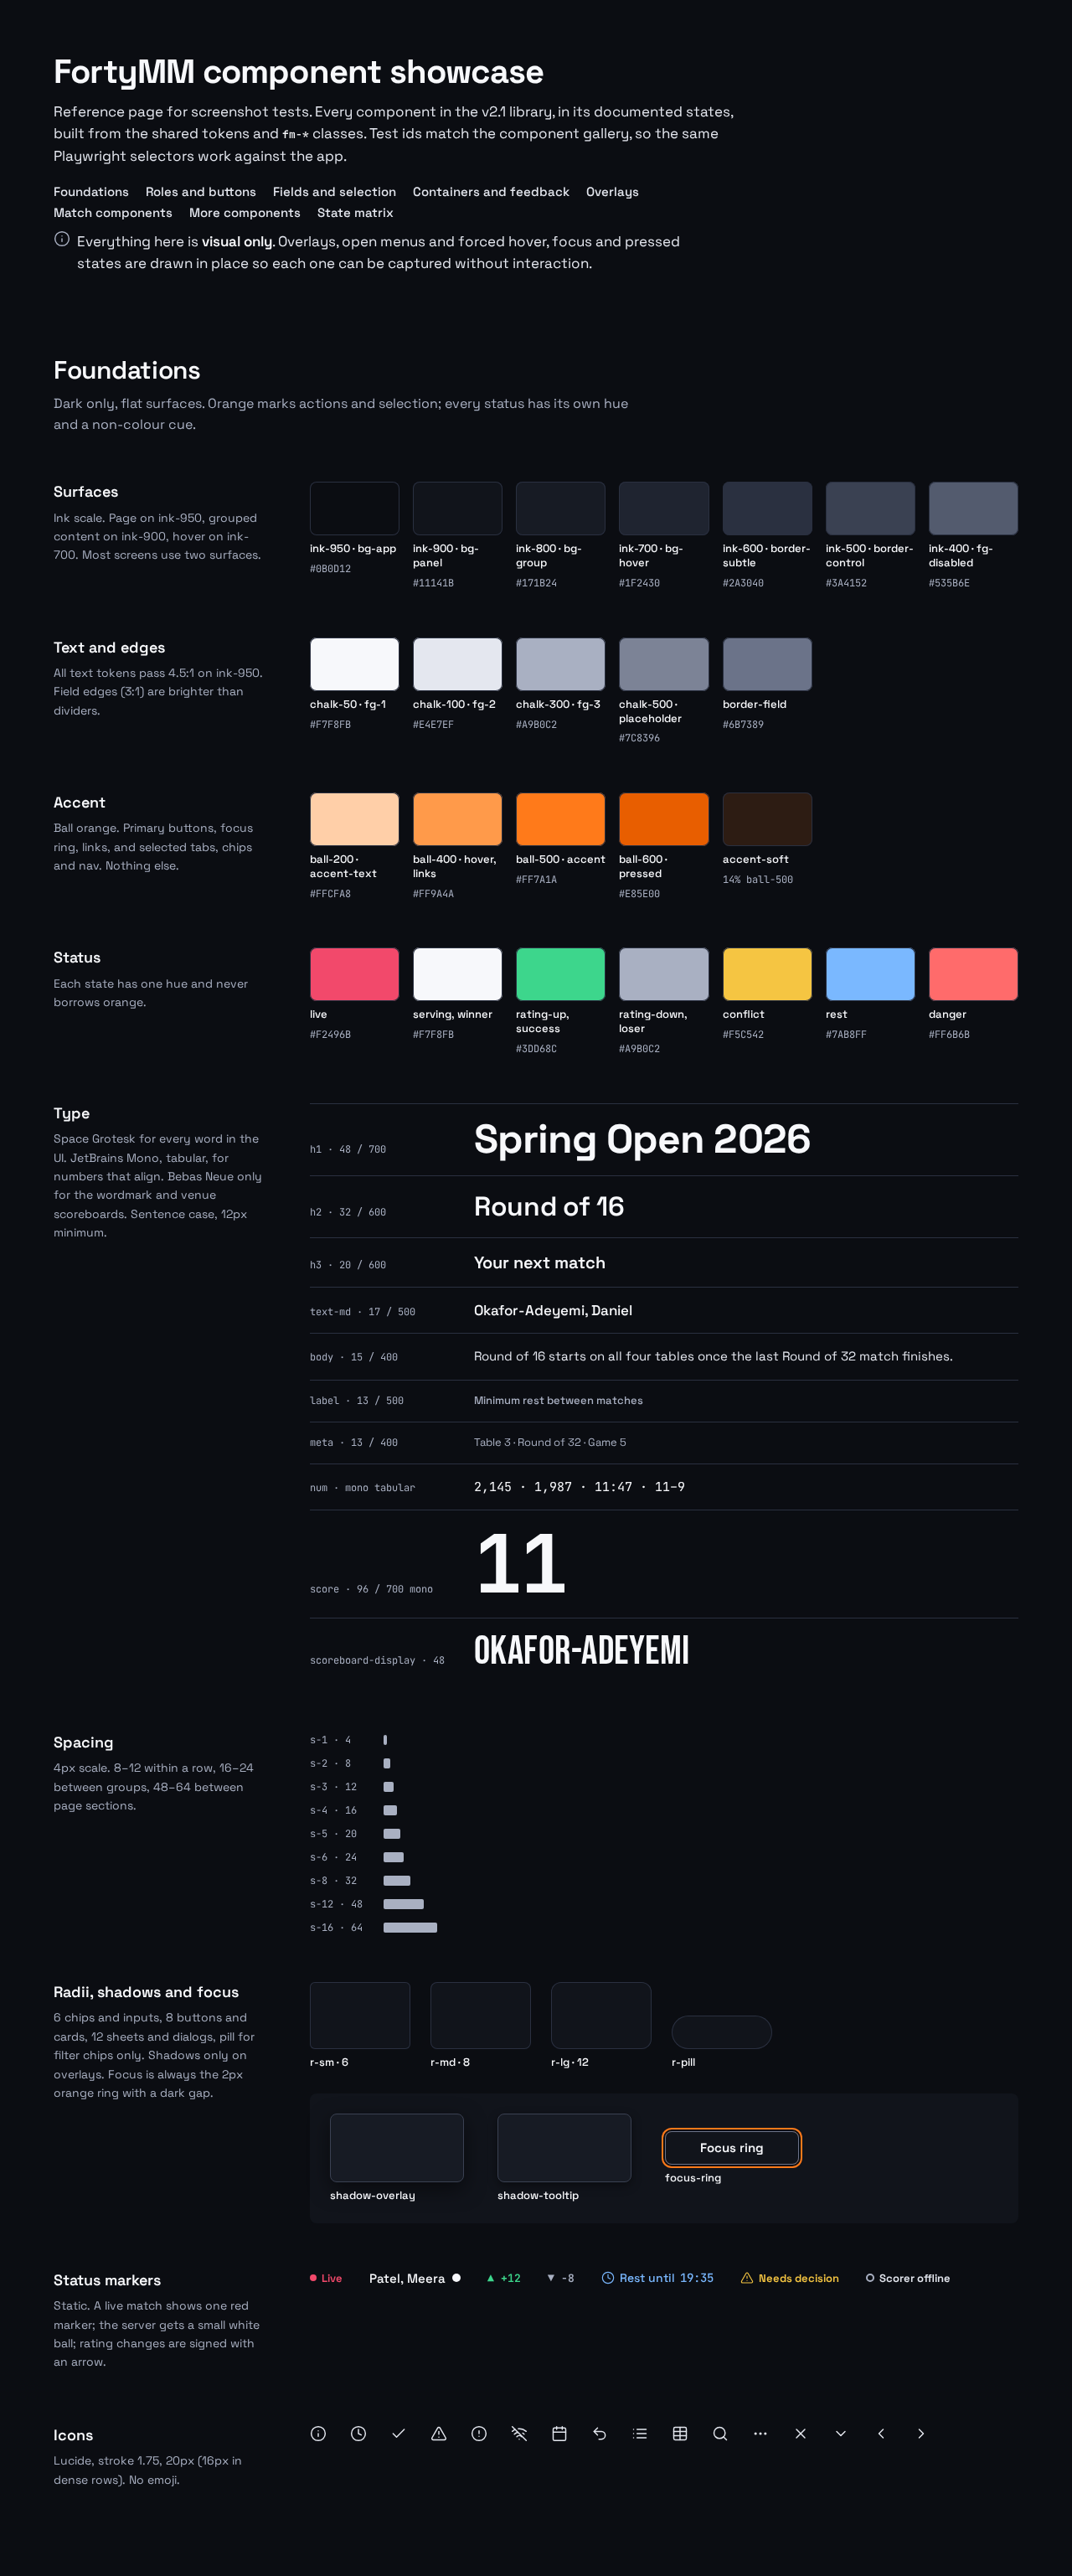 FortyMM component showcase
Reference page for screenshot tests. Every component in the v2.1 library, in its documented states,
built from the shared tokens and fm-* classes. Test ids match the component gallery, so the same
Playwright selectors work against the app.
Foundations Roles and buttons Fields and selection Containers and feedback Overlays
Match components More components State matrix
Everything here is visual only. Overlays, open menus and forced hover, focus and pressed
states are drawn in place so each one can be captured without interaction.
Foundations
Dark only, flat surfaces. Orange marks actions and selection; every status has its own hue
and a non-colour cue.
Surfaces
Ink scale. Page on ink-950, grouped
content on ink-900, hover on ink-
700. Most screens use two surfaces.
ink-950 · bg-app
#0B0D12
ink-900 · bg-
panel
#11141B
ink-800 · bg-
group
#171B24
ink-700 · bg-
hover
#1F2430
ink-600 · border-
subtle
#2A3040
ink-500 · border-
control
#3A4152
ink-400 · fg-
disabled
#535B6E
Text and edges
All text tokens pass 4.5:1 on ink-950.
Field edges (3:1) are brighter than
dividers.
chalk-50 · fg-1
#F7F8FB
chalk-100 · fg-2
#E4E7EF
chalk-300 · fg-3
#A9B0C2
chalk-500 ·
placeholder
#7C8396
border-field
#6B7389
Accent
Ball orange. Primary buttons, focus
ring, links, and selected tabs, chips
and nav. Nothing else.
ball-200 ·
accent-text
#FFCFA8
ball-400 · hover,
links
#FF9A4A
ball-500 · accent
#FF7A1A
ball-600 ·
pressed
#E85E00
accent-soft
14% ball-500
Status
Each state has one hue and never
borrows orange.
live
#F2496B
serving, winner
#F7F8FB
rating-up,
success
#3DD68C
rating-down,
loser
#A9B0C2
conflict
#F5C542
rest
#7AB8FF
danger
#FF6B6B
Type
Space Grotesk for every word in the
UI. JetBrains Mono, tabular, for
numbers that align. Bebas Neue only
for the wordmark and venue
scoreboards. Sentence case, 12px
minimum.
h1 · 48 / 700 Spring Open 2026
h2 · 32 / 600 Round of 16
h3 · 20 / 600 Your next match
text-md · 17 / 500 Okafor-Adeyemi, Daniel
body · 15 / 400 Round of 16 starts on all four tables once the last Round of 32 match finishes.
label · 13 / 500 Minimum rest between matches
meta · 13 / 400 Table 3 · Round of 32 · Game 5
num · mono tabular 2,145 · 1,987 · 11:47 · 11–9
score · 96 / 700 mono 11
scoreboard-display · 48 OKAFOR-ADEYEMI
Spacing
4px scale. 8–12 within a row, 16–24
between groups, 48–64 between
page sections.
s-1 · 4
s-2 · 8
s-3 · 12
s-4 · 16
s-5 · 20
s-6 · 24
s-8 · 32
s-12 · 48
s-16 · 64
Radii, shadows and focus
6 chips and inputs, 8 buttons and
cards, 12 sheets and dialogs, pill for
filter chips only. Shadows only on
overlays. Focus is always the 2px
orange ring with a dark gap.
r-sm · 6
r-md · 8
r-lg · 12
r-pill
shadow-overlay
shadow-tooltip
Focus ring
focus-ring
Status markers
Static. A live match shows one red
marker; the server gets a small white
ball; rating changes are signed with
an arrow.
Live Patel, Meera ▲ +12 ▼ -8 Rest until 19:35 Needs decision Scorer offline
Icons
Lucide, stroke 1.75, 20px (16px in
dense rows). No emoji.